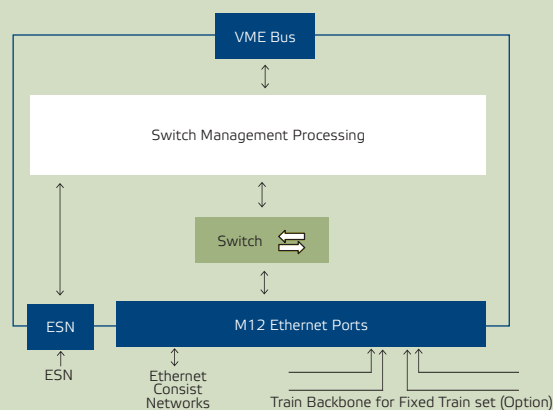 VME Bus
Switch Management Processing
Switch
ESN
M12 Ethernet Ports
ESN
Ethernet
Consist
Networks
Train Backbone for Fixed Train set (Option)